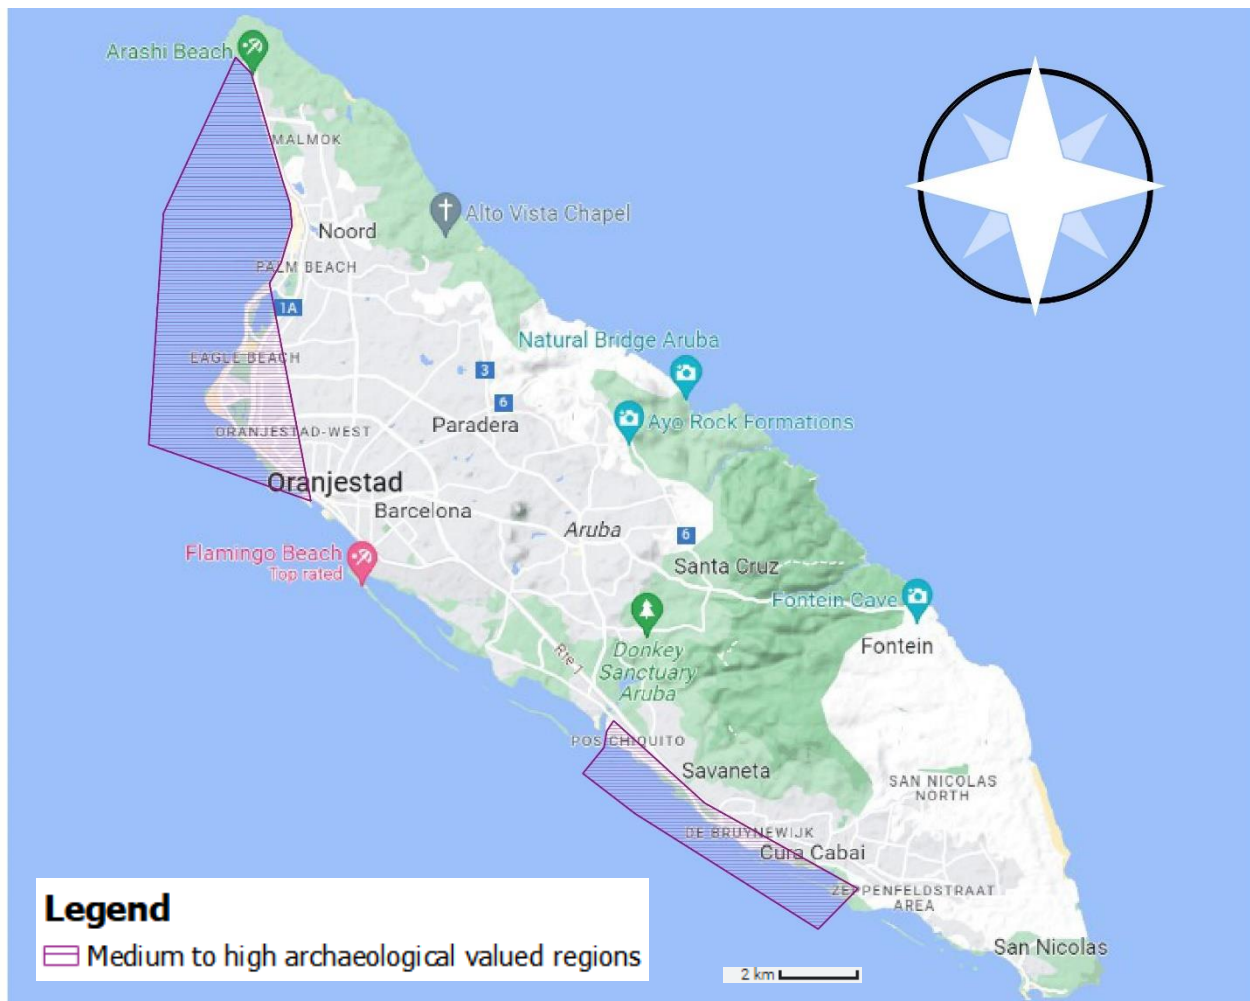 Arashi Beach
MALMOK
Alto Vista Chapel
Noord
PALM BEACH
1A
Natural Bridge Aruba
EAGLE BEACH
3
6
Ayo Rock Formations
Paradera
ORANJESTAD-WEST
Oranjestad
Barcelona
Aruba
6
Flamingo Beach
Top rated
Santa Cruz
Fontein Cave
Fontein
Donkey
Sanctuary
Aruba
Rte 1
POS CHIQUITO
Savaneta
SAN NICOLAS
NORTH
DE BRUYNEWIJK
Cura Cabai
ZEPPENFELDSTRAAT
AREA
San Nicolas
Legend
Medium to high archaeological valued regions
2 km